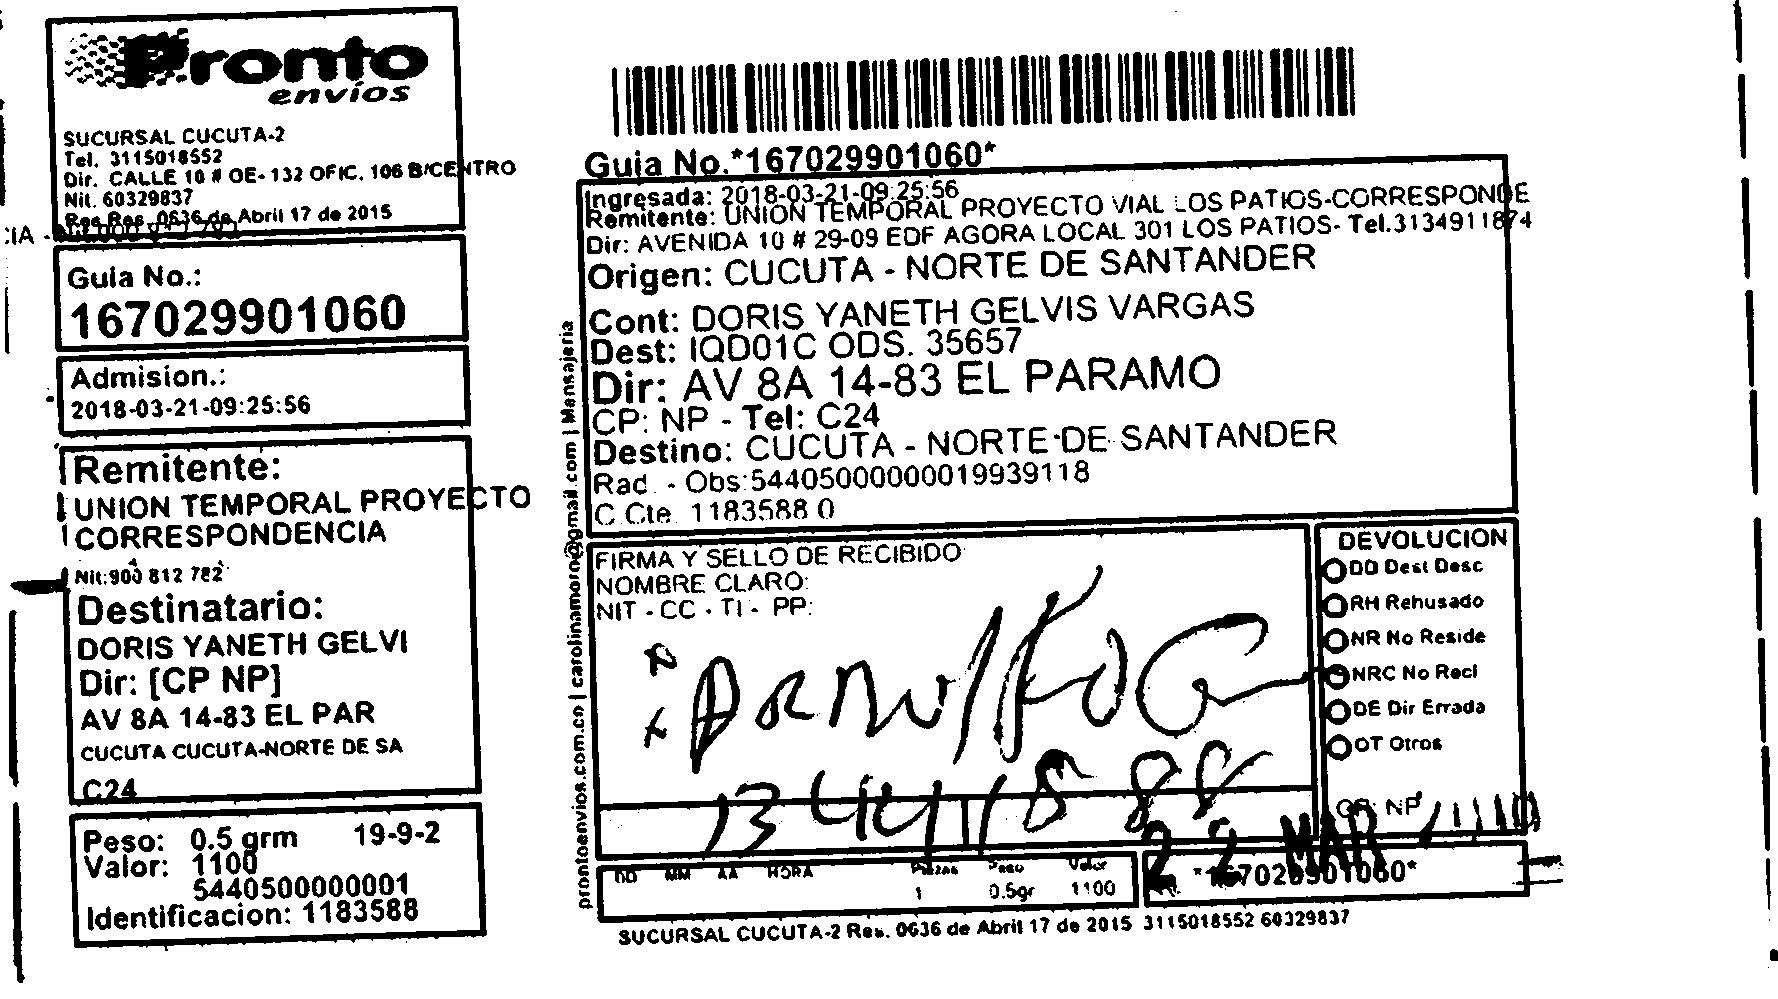 Pronto
envíos
SUCURSAL CUCUTA-2
Tel. 3115018552
Dir. CALLE 10 # OE-132 OFIC. 106 B/CENTRO
Nit. 60329837
Res.Res. 0636 de Abril 17 de 2015
Guia No.:
167029901060
Admision.:
2018-03-21-09:25:56
Remitente:
UNION TEMPORAL PROYECTO
CORRESPONDENCIA
Nit:900 812 782
Destinatario:
DORIS YANETH GELVI
Dir: [CP NP]
AV 8A 14-83 EL PAR
CUCUTA CUCUTA-NORTE DE SA
C24
Peso: 0.5 grm 19-9-2
Valor: 1100
5440500000001
Identificacion: 1183588
prontoenvios.com.co | carolinamoro@gmail.com | Mensajeria
Guia No.*167029901060*
Ingresada: 2018-03-21-09:25:56
Remitente: UNION TEMPORAL PROYECTO VIAL LOS PATIOS-CORRESPONDE
Dir: AVENIDA 10 # 29-09 EDF AGORA LOCAL 301 LOS PATIOS- Tel.3134911874
Origen: CUCUTA - NORTE DE SANTANDER
Cont: DORIS YANETH GELVIS VARGAS
Dest: IQD01C ODS. 35657
Dir: AV 8A 14-83 EL PARAMO
CP: NP - Tel: C24
Destino: CUCUTA - NORTE DE SANTANDER
Rad. - Obs:54405000000019939118
C.Cte. 1183588 0
FIRMA Y SELLO DE RECIBIDO
NOMBRE CLARO:
NIT - CC - TI - PP:
DEVOLUCION
DD Dest Desc
RH Rehusado
NR No Reside
NRC No Recl
DE Dir Errada
OT Otros
CP: NP
22 MAR
DD MM AA HORA Piezas Peso Valor
1 0.5gr 1100
*167029901060*
SUCURSAL CUCUTA-2 Res. 0636 de Abril 17 de 2015 3115018552 60329837